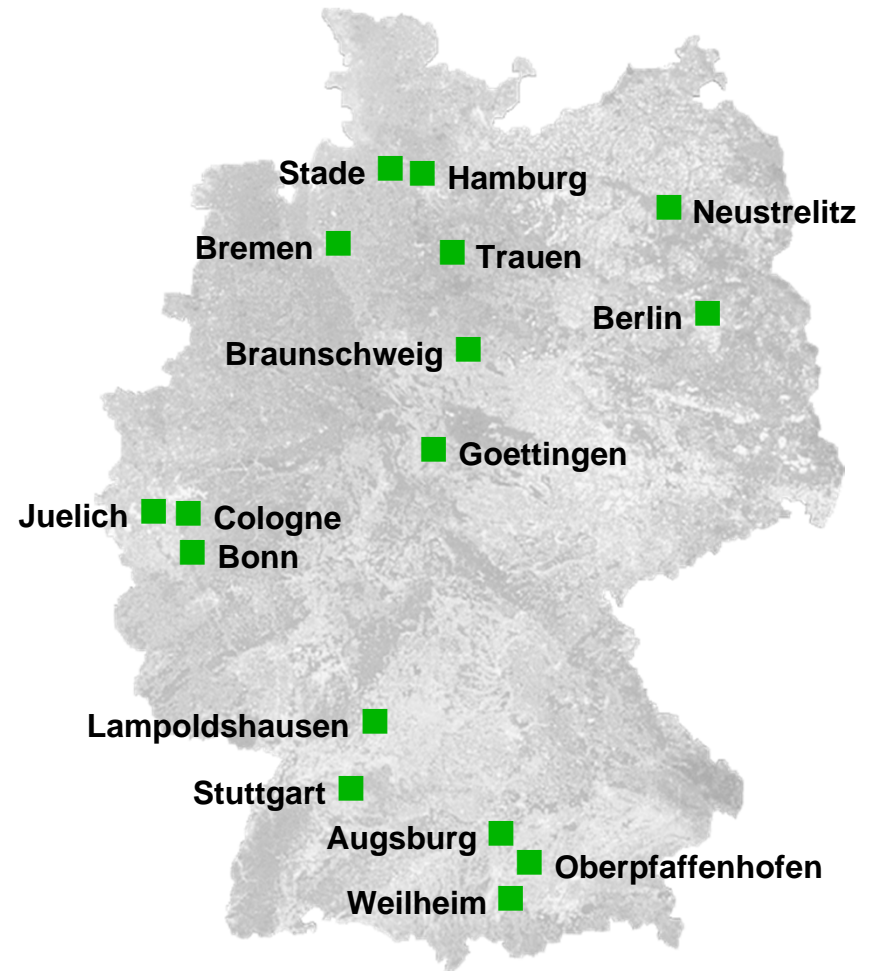 Stade
Hamburg
Neustrelitz
Bremen
Trauen
Berlin
Braunschweig
Goettingen
Juelich
Cologne
Bonn
Lampoldshausen
Stuttgart
Augsburg
Oberpfaffenhofen
Weilheim